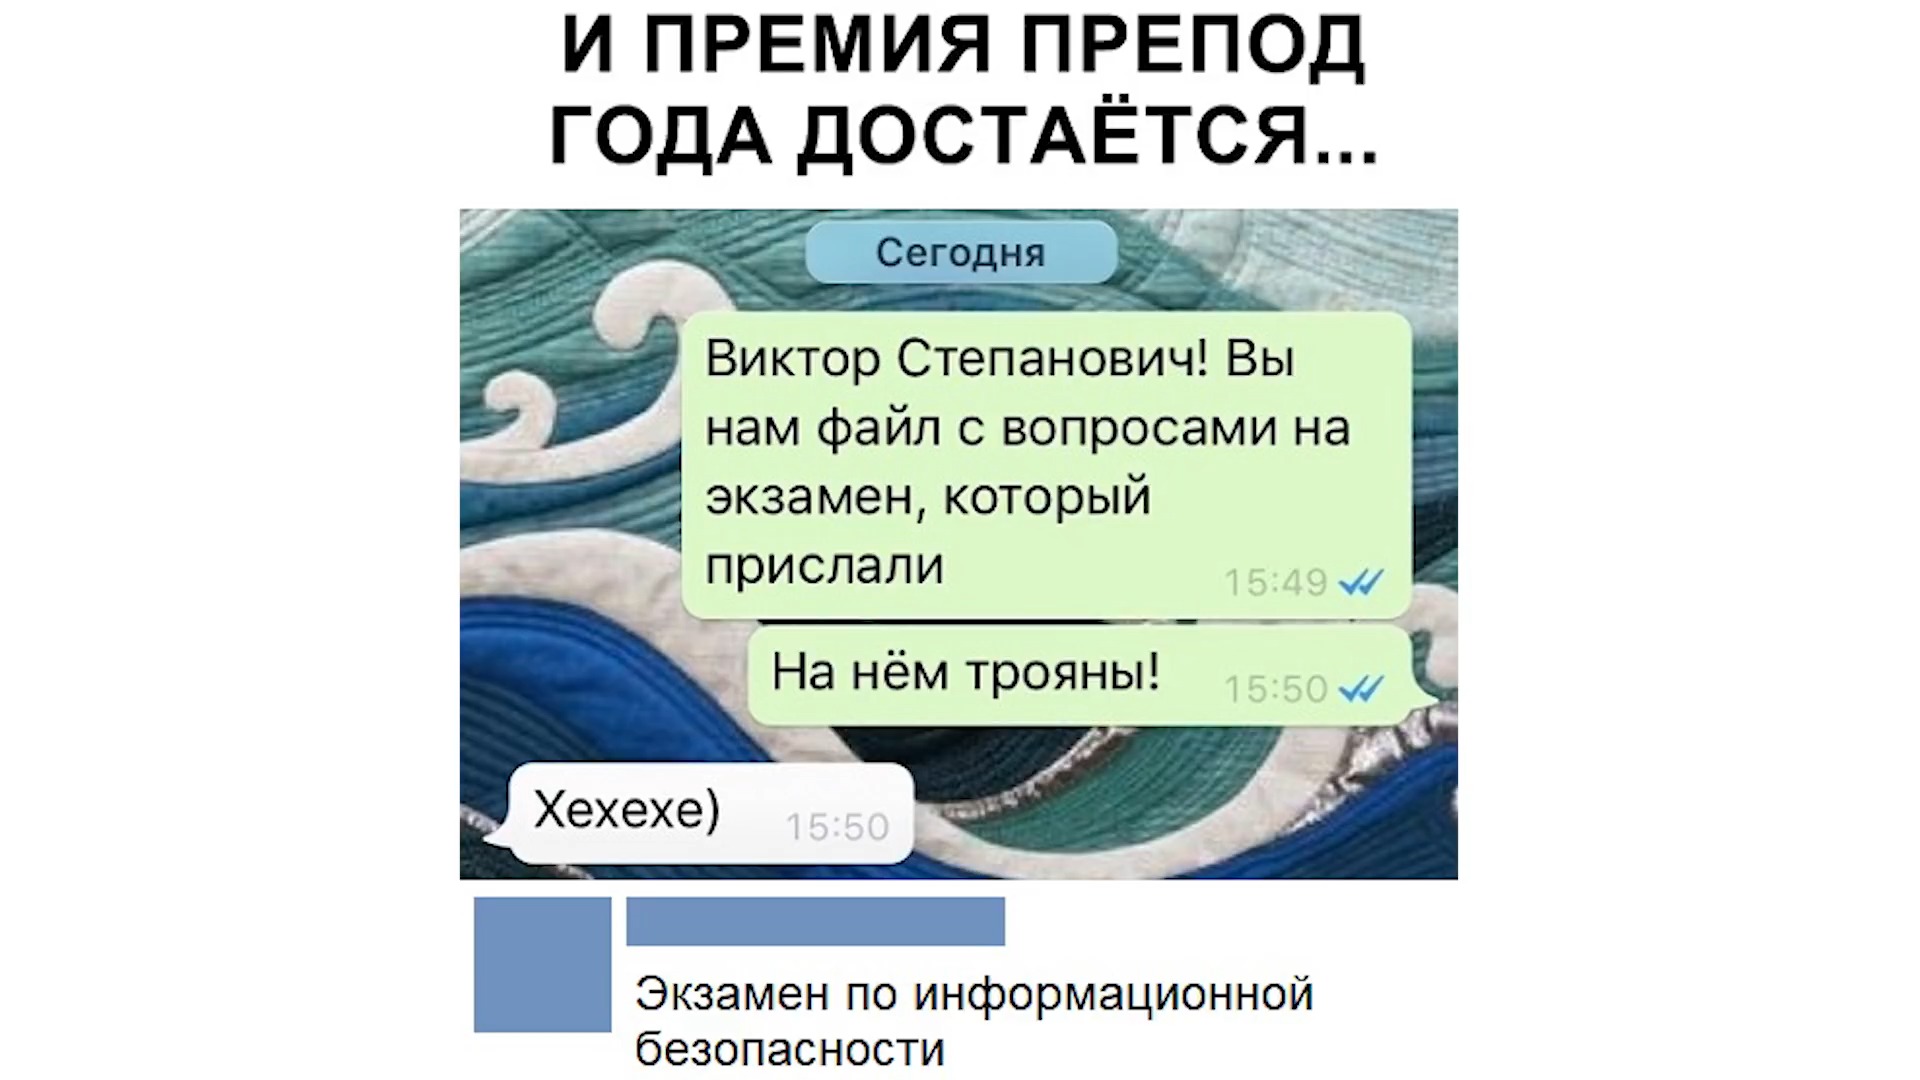 И ПРЕМИЯ ПРЕПОД
ГОДА ДОСТАЁТСЯ...
Сегодня
Виктор Степанович! Вы
нам файл с вопросами на
экзамен, который
прислали
15:49
На нём трояны!
15:50
Хехехе)
15:50
Экзамен по информационной
безопасности